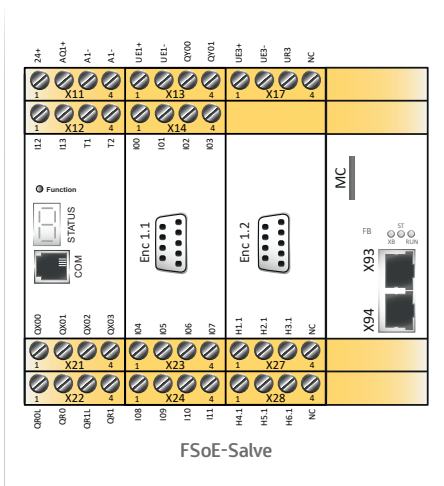 24+ AQ1+ A1- A1- UE1+ UE1- QY00 QY01 UE3+ UE3- UR3 NC
1 X11 4 1 X13 4 1 X17 4
1 X12 4 1 X14 4
I12 I13 T1 T2 I00 I01 I02 I03
MC
Function
STATUS
COM
Enc 1.1
Enc 1.2
FB ST
XB RUN
X93
X94
QX00 QX01 QX02 QX03 I04 I05 I06 I07 H1.1 H2.1 H3.1 NC
1 X21 4 1 X23 4 1 X27 4
1 X22 4 1 X24 4 1 X28 4
QR0L QR0 QR1L QR1 I08 I09 I10 I11 H4.1 H5.1 H6.1 NC
FSoE-Salve